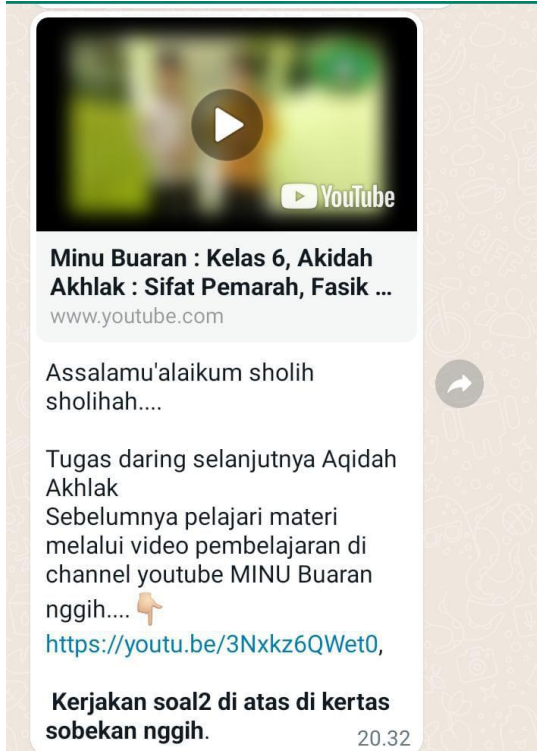 YouTube
Minu Buaran : Kelas 6, Akidah
Akhlak : Sifat Pemarah, Fasik ...
www.youtube.com
Assalamu'alaikum sholih
sholihah....
Tugas daring selanjutnya Aqidah
Akhlak
Sebelumnya pelajari materi
melalui video pembelajaran di
channel youtube MINU Buaran
nggih.... 👇🏻
https://youtu.be/3Nxkz6QWet0,
Kerjakan soal2 di atas di kertas
sobekan nggih.
20.32